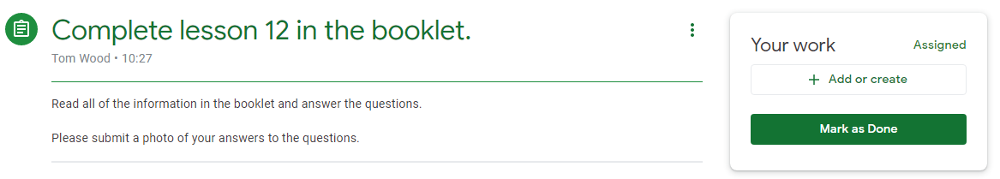 Complete lesson 12 in the booklet.
Tom Wood • 10:27
Read all of the information in the booklet and answer the questions.
Please submit a photo of your answers to the questions.
Your work
Assigned
+ Add or create
Mark as Done